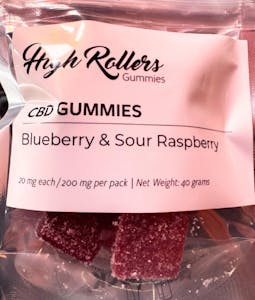 High Rollers
Gummies
CBD GUMMIES
Blueberry & Sour Raspberry
20 mg each/200 mg per pack | Net Weight: 40 grams